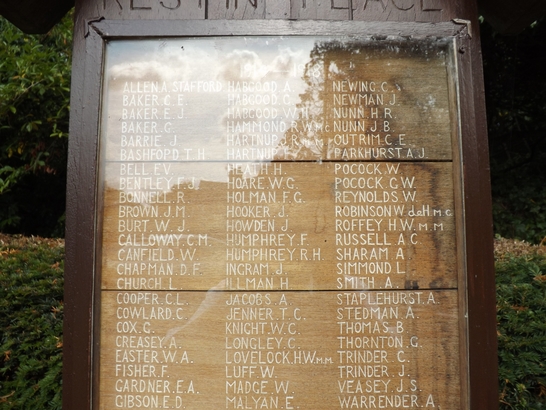 REST IN PEACE
ALLEN A STAFFORD
BAKER. C. E.
BAKER. E. J.
BAKER. G.
BARRIE. J.
BASHFORD. T. H.
BELL. E.V.
BENTLEY. F. J.
BONNELL. R.
BROWN. J.M.
BURT. W. J.
CALLOWAY. C.M.
CANFIELD. W.
CHAPMAN. D. F.
CHURCH. L.
COOPER. C.L.
COWLARD. C.
COX. G.
CREASEY. A.
EASTER. W. A.
FISHER. F.
GARDNER. E.A.
GIBSON. E. D.
HABGOOD. A.
HABGOOD. C.
HABGOOD
HAMMOND. R.W.
HARTNUP
HARTNUP
HEATH. H.
HOARE. W. G.
HOLMAN. F. G.
HOOKER. J.
HOWDEN. J.
HUMPHREY. F.
HUMPHREY. R. H.
INGRAM. J.
ILLMAN. H.
JACOBS. A.
JENNER. T. C.
KNIGHT. W.C.
LONGLEY. C.
LOVELOCK. H.W. M.M
LUFF. W.
MADGE. W.
MALYAN. E.
NEWING. C.
NEWMAN. J.
NUNN. H. R.
NUNN. J. B.
OUTRIM. C. E.
PARKHURST. A. J.
POCOCK. W.
POCOCK. G.W.
REYNOLDS. W.
ROBINSON W. de H. m c
ROFFEY. H.W. M. M
RUSSELL. A. C
SHARAM. A.
SIMMOND. L.
SMITH. A.
STAPLEHURST. A.
STEDMAN. A.
THOMAS. B.
THORNTON. G.
TRINDER. C.
TRINDER. J.
VEASEY. J. S.
WARRENDER. A.